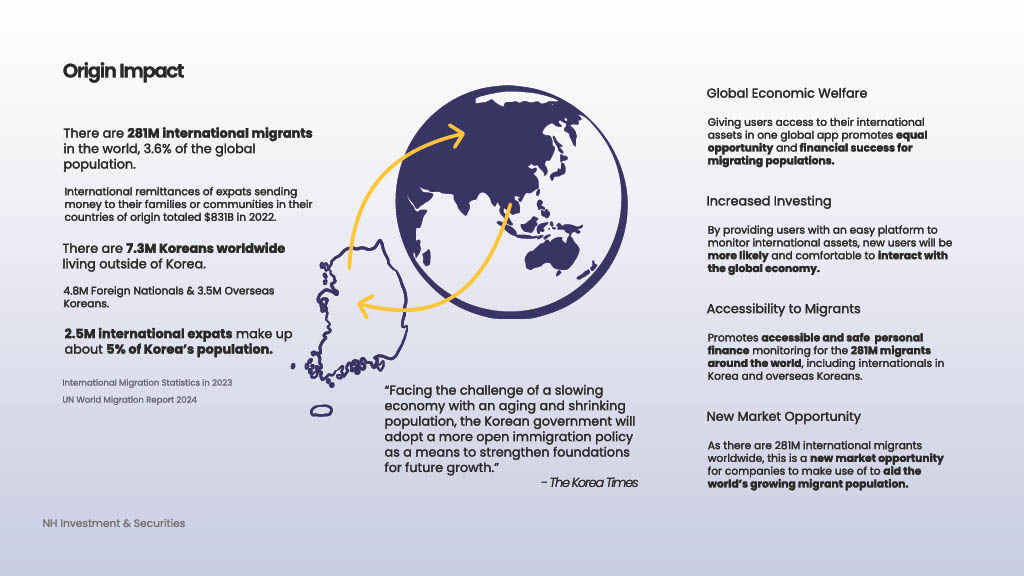 Origin Impact
There are 281M international migrants
in the world, 3.6% of the global
population.
International remittances of expats sending
money to their families or communities in their
countries of origin totaled $831B in 2022.
There are 7.3M Koreans worldwide
living outside of Korea.
4.8M Foreign Nationals & 3.5M Overseas
Koreans.
2.5M international expats make up
about 5% of Korea's population.
International Migration Statistics in 2023
UN World Migration Report 2024
"Facing the challenge of a slowing
economy with an aging and shrinking
population, the Korean government will
adopt a more open immigration policy
as a means to strengthen foundations
for future growth."
- The Korea Times
Global Economic Welfare
Giving users access to their international
assets in one global app promotes equal
opportunity and financial success for
migrating populations.
Increased Investing
By providing users with an easy platform to
monitor international assets, new users will be
more likely and comfortable to interact with
the global economy.
Accessibility to Migrants
Promotes accessible and safe personal
finance monitoring for the 281M migrants
around the world, including internationals in
Korea and overseas Koreans.
New Market Opportunity
As there are 281M international migrants
worldwide, this is a new market opportunity
for companies to make use of to aid the
world's growing migrant population.
NH Investment & Securities